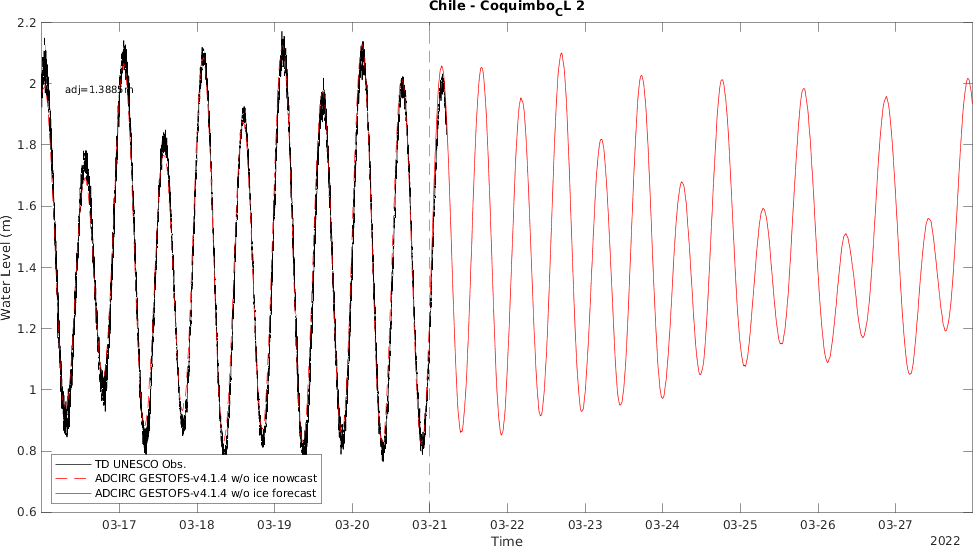 Chile - Coquimbo_CL 2
2.2
2
1.8
1.6
1.4
1.2
1
0.8
0.6
Water Level (m)
adj=1.3885m
TD UNESCO Obs.
ADCIRC GESTOFS-v4.1.4 w/o ice nowcast
ADCIRC GESTOFS-v4.1.4 w/o ice forecast
03-17 03-18 03-19 03-20 03-21 03-22 03-23 03-24 03-25 03-26 03-27
Time
2022